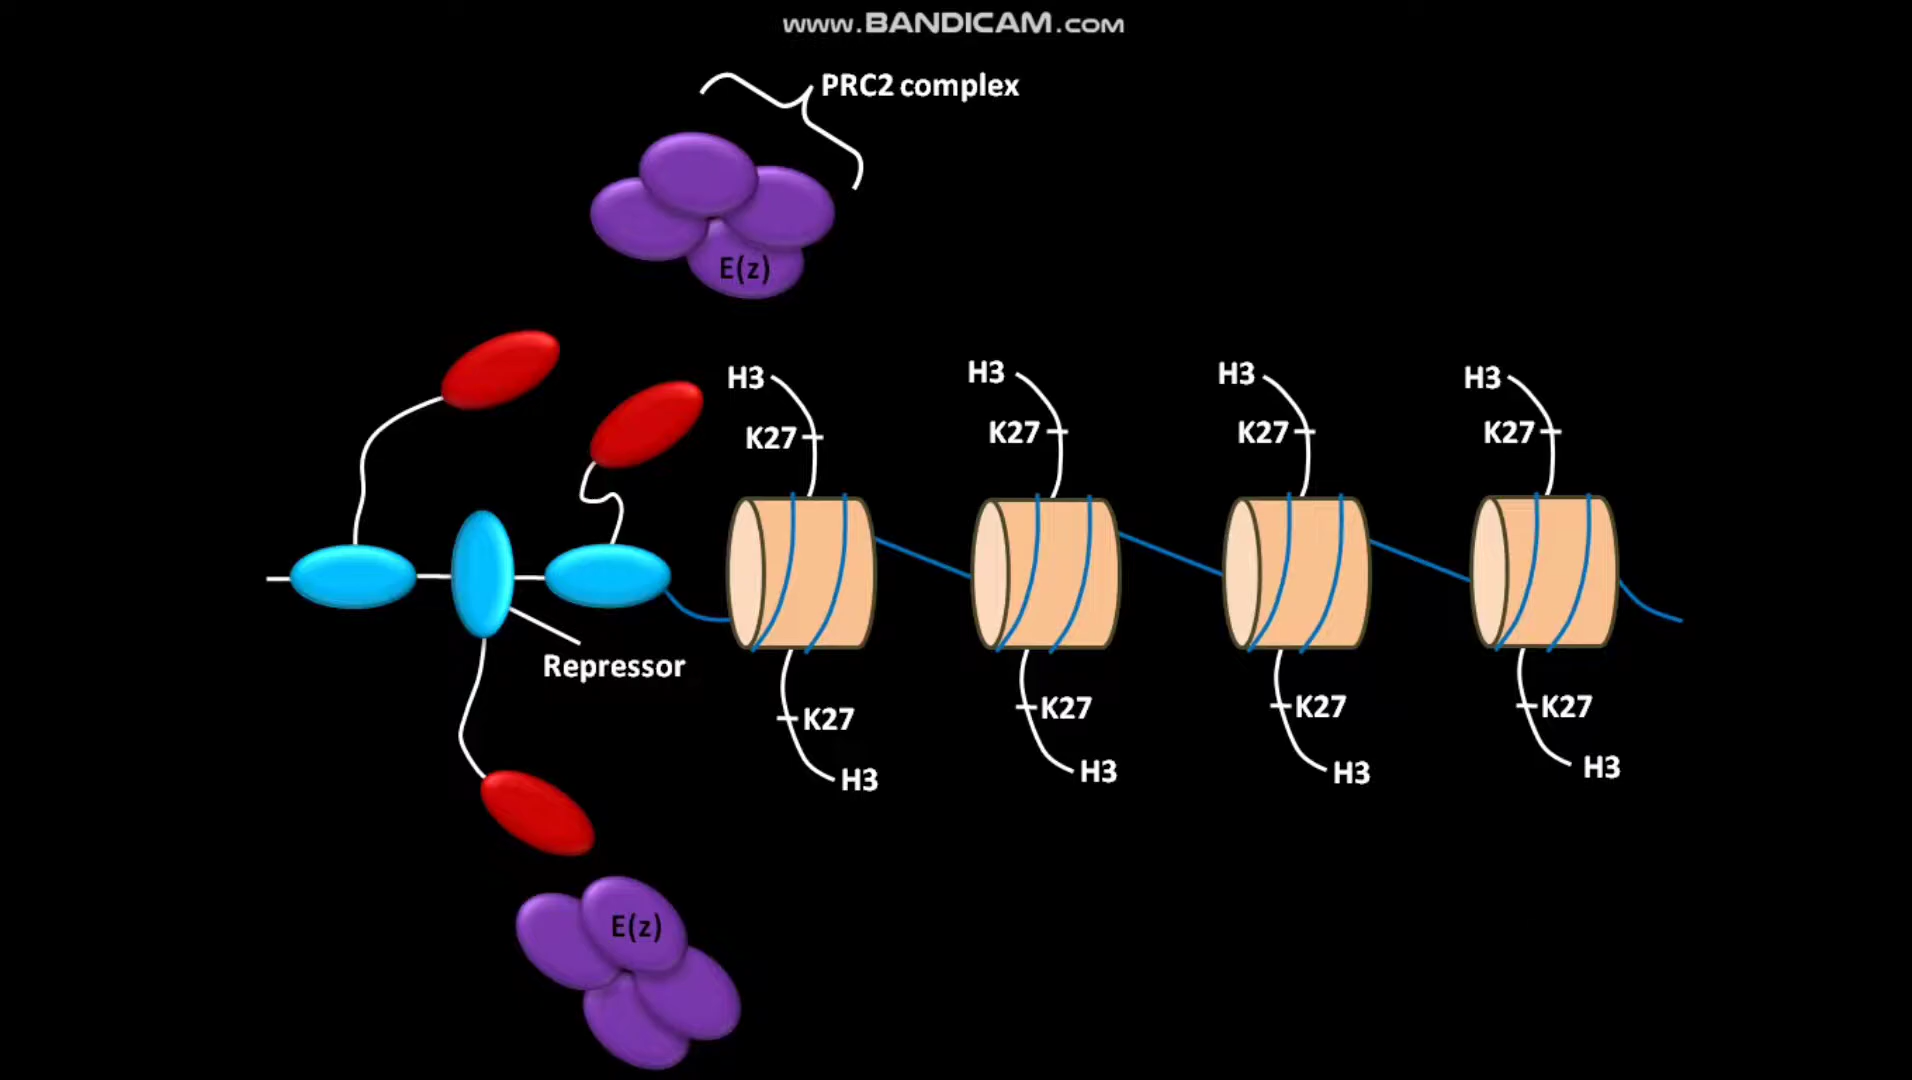 www.BANDICAM.COM
PRC2 complex
E(z)
H3
H3
H3
H3
K27
K27
K27
K27
Repressor
K27
K27
K27
K27
H3
H3
H3
H3
E(z)